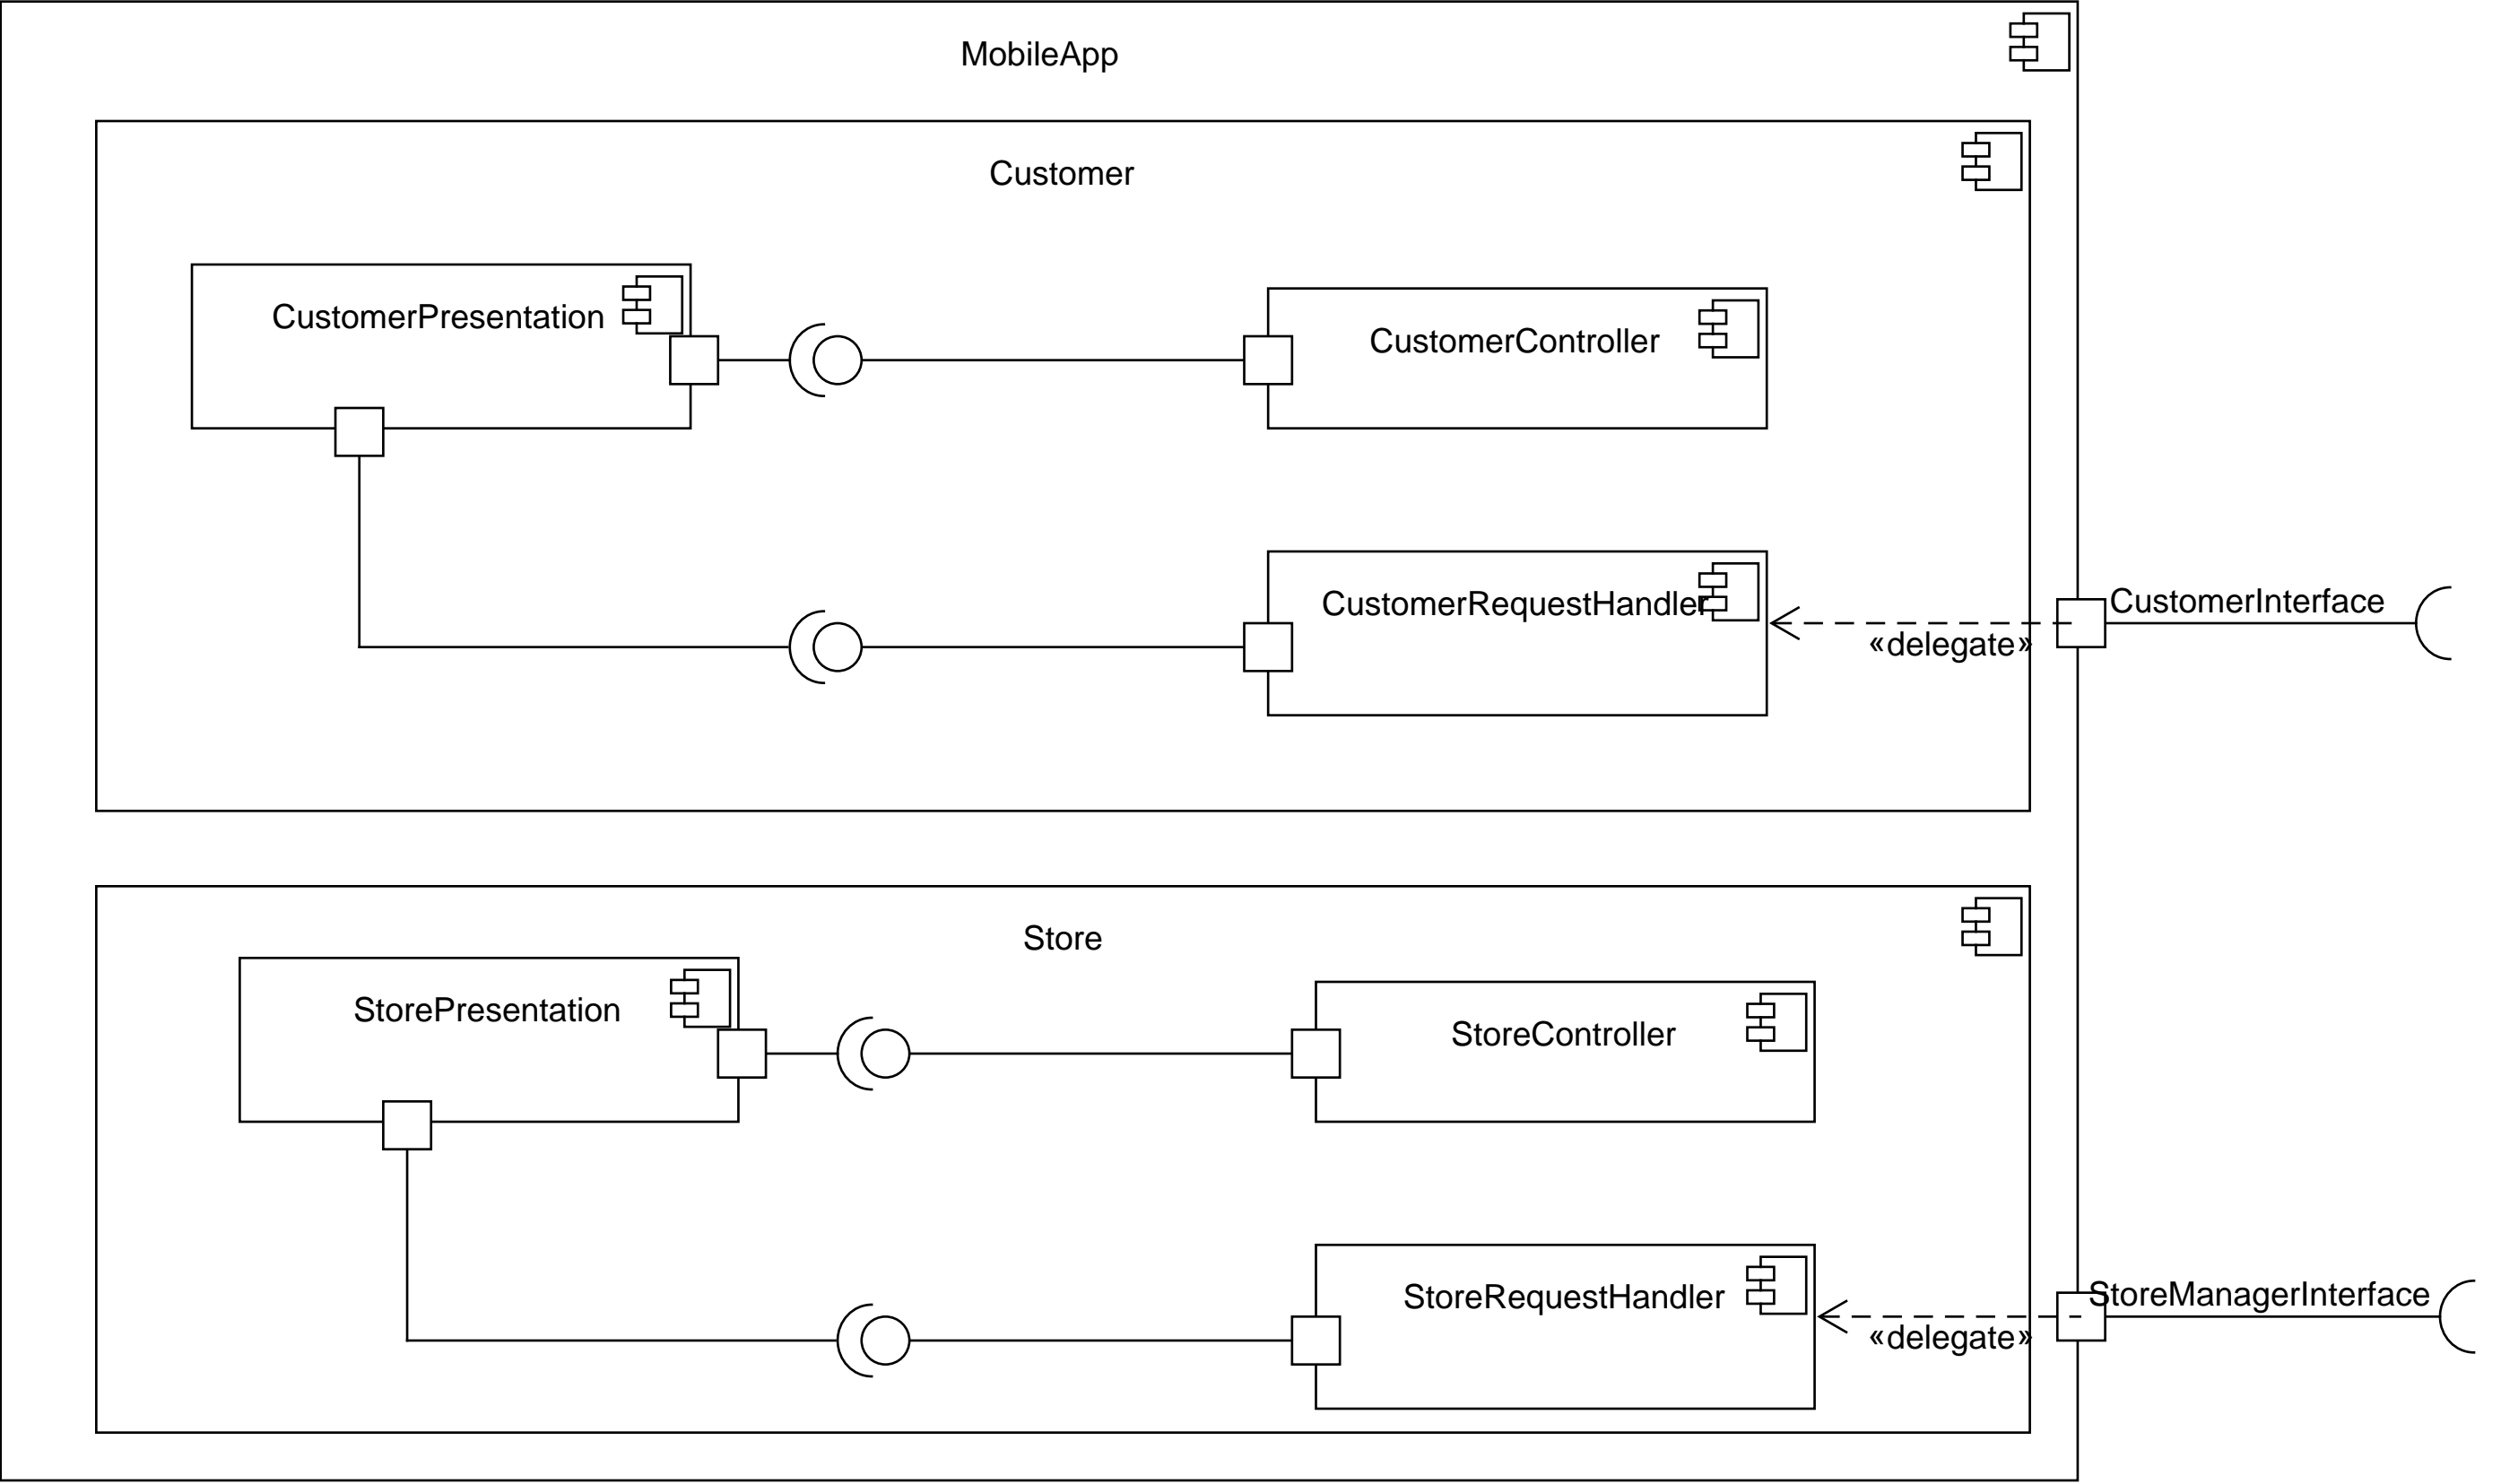 MobileApp
Customer
CustomerPresentation
CustomerController
CustomerRequestHandler
CustomerInterface
«delegate»
Store
StorePresentation
StoreController
StoreRequestHandler
StoreManagerInterface
«delegate»